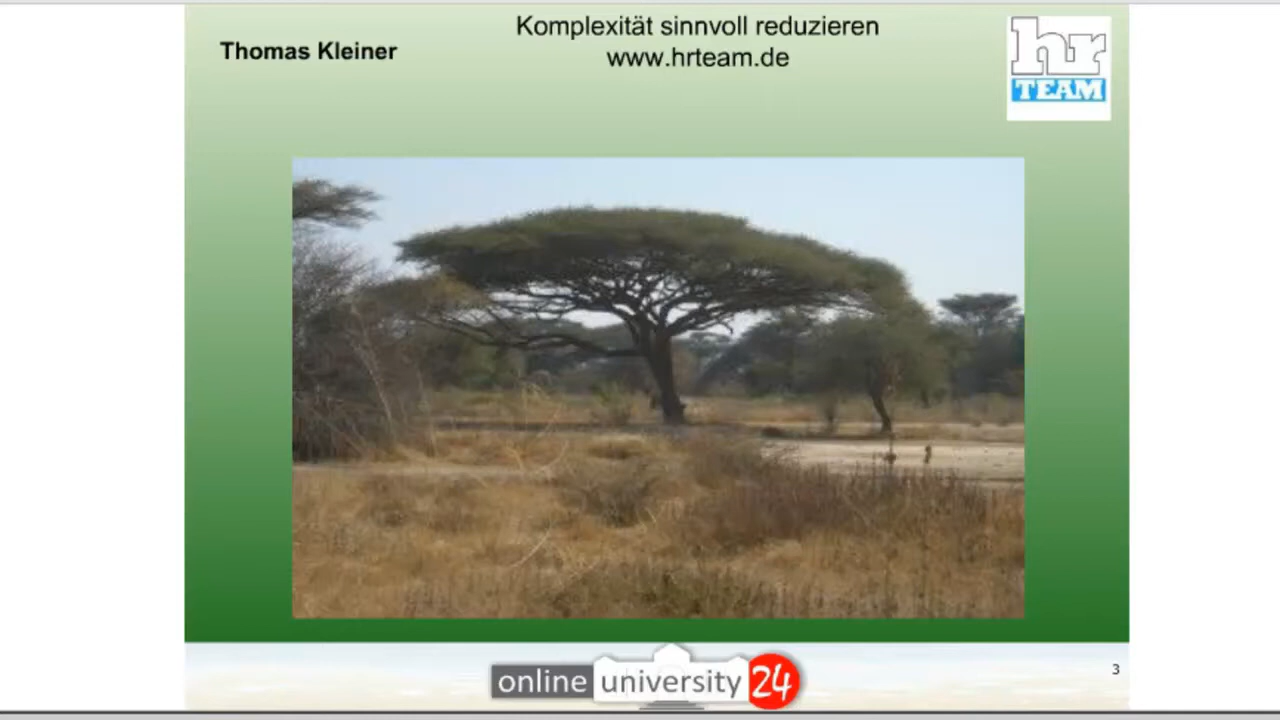 Thomas Kleiner
Komplexität sinnvoll reduzieren
www.hrteam.de
hr
TEAM
online university 24
3